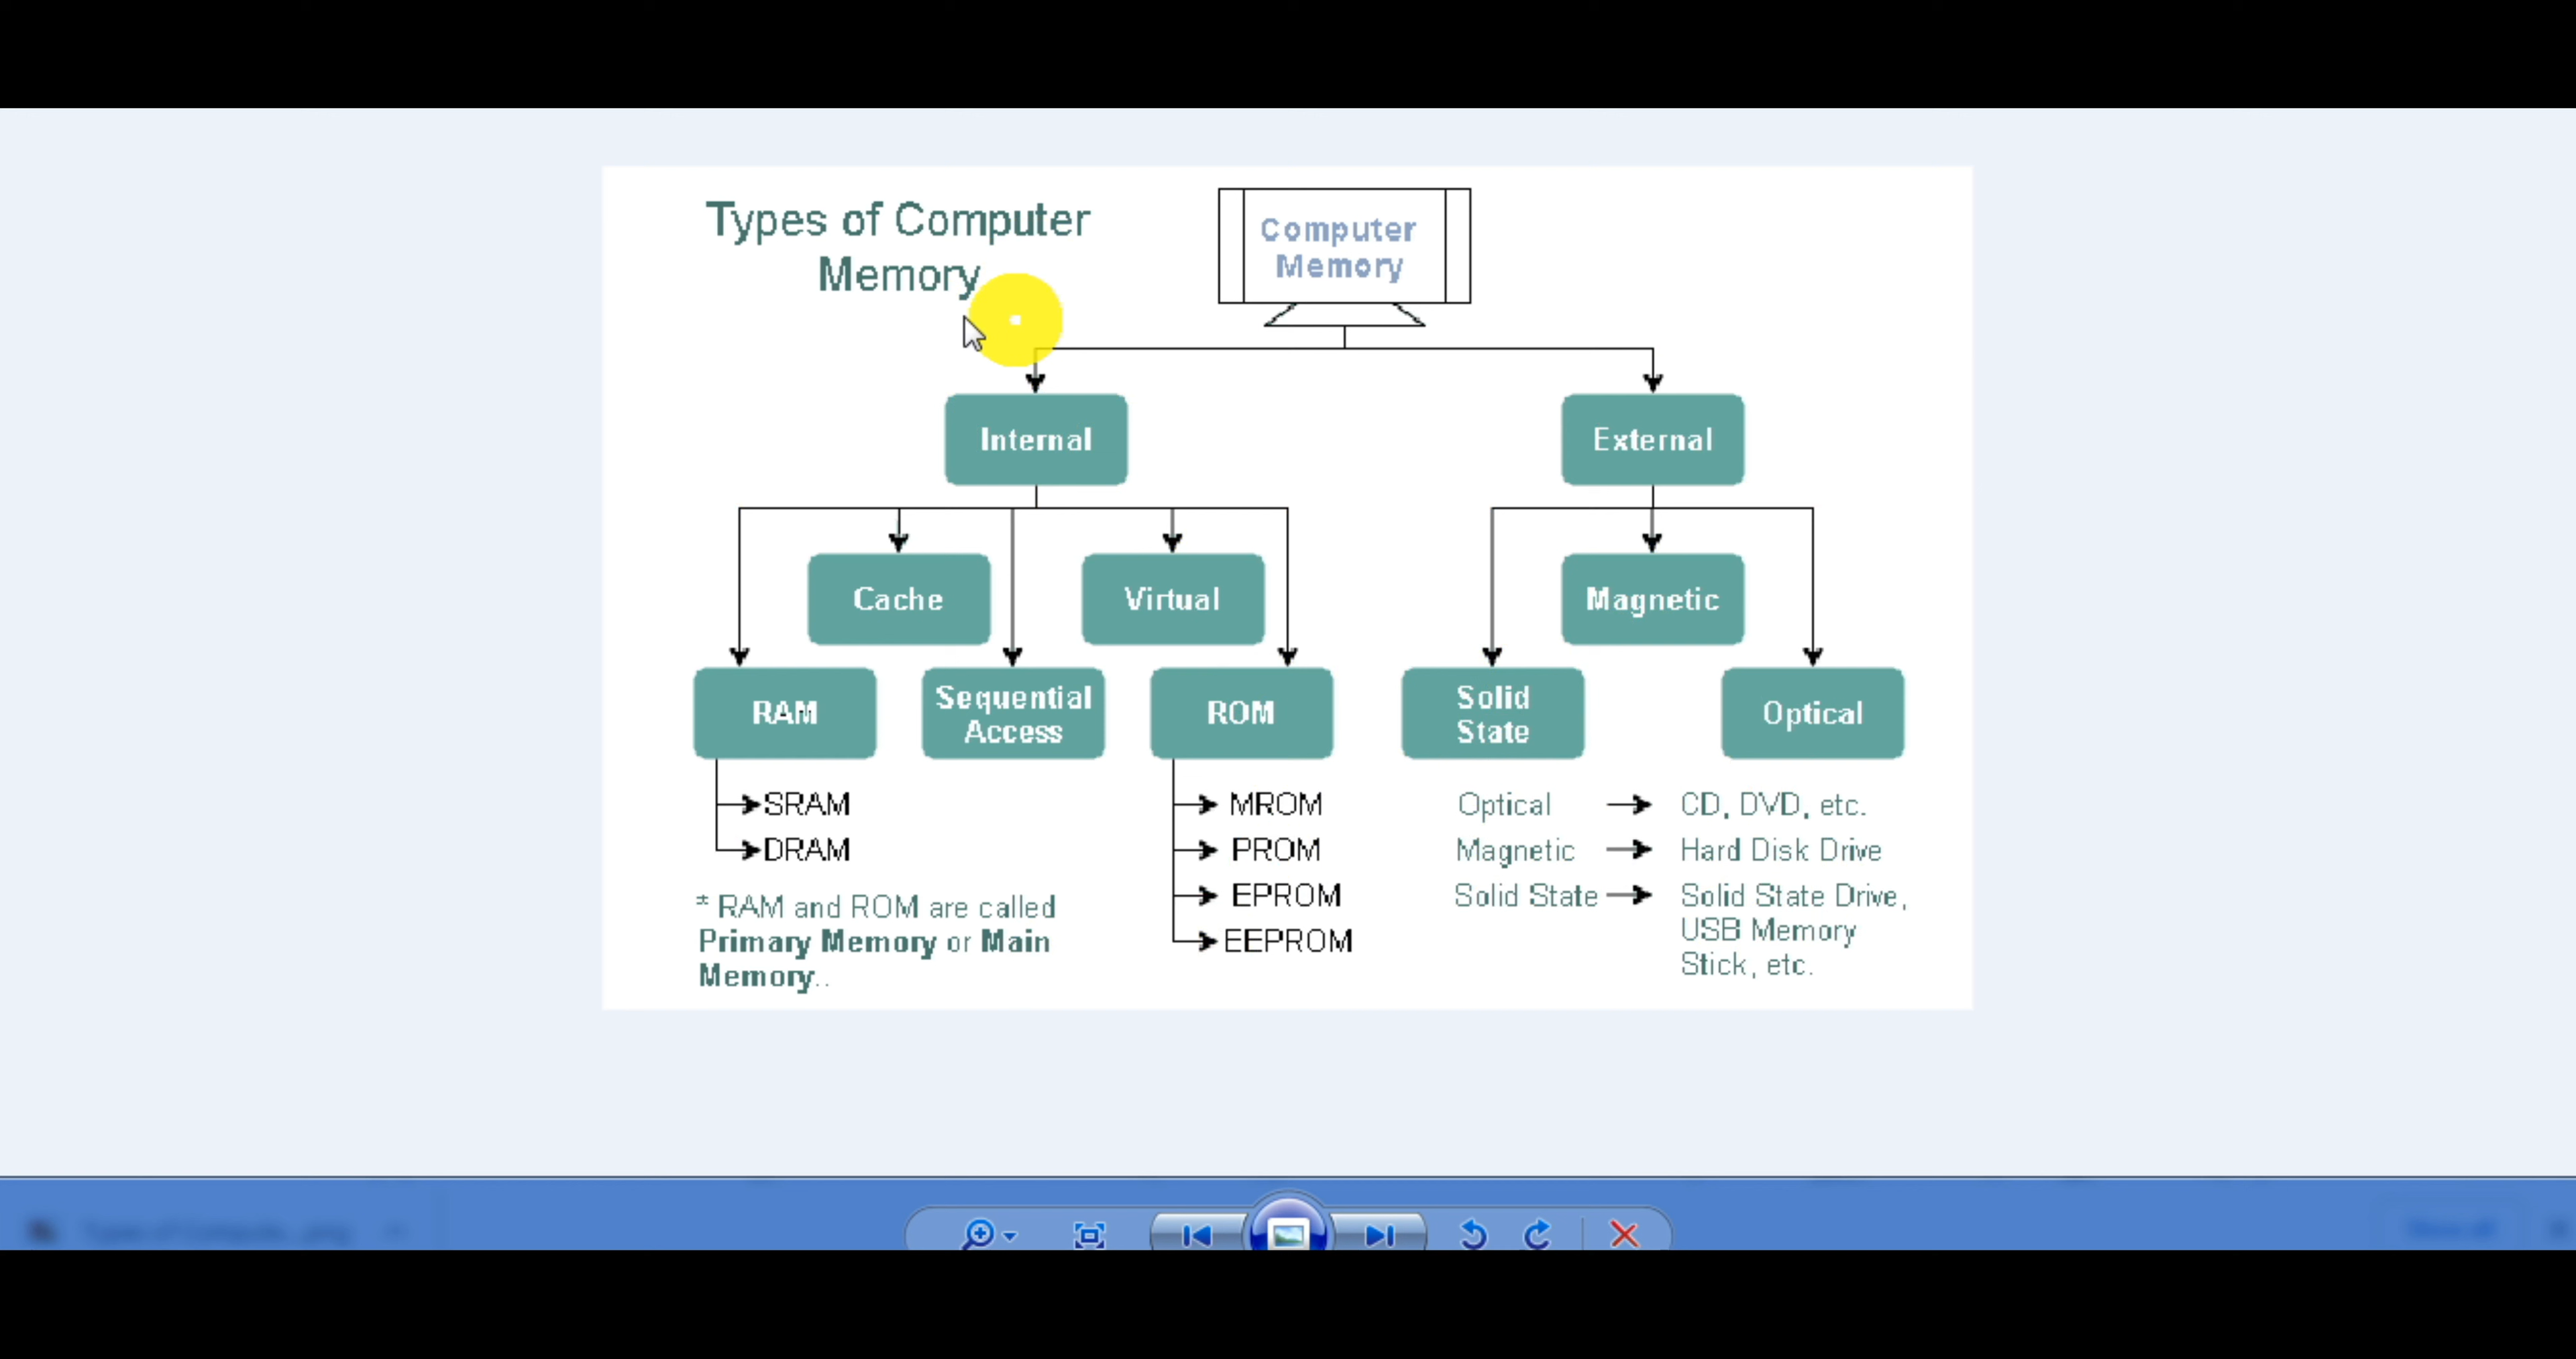 Types of Computer
Memory
Computer
Memory
Internal
External
Cache
Virtual
Magnetic
RAM
Sequential
Access
ROM
Solid
State
Optical
SRAM
DRAM
* RAM and ROM are called
Primary Memory or Main
Memory..
MROM
PROM
EPROM
EEPROM
Optical → CD, DVD, etc.
Magnetic → Hard Disk Drive
Solid State → Solid State Drive,
USB Memory
Stick, etc.